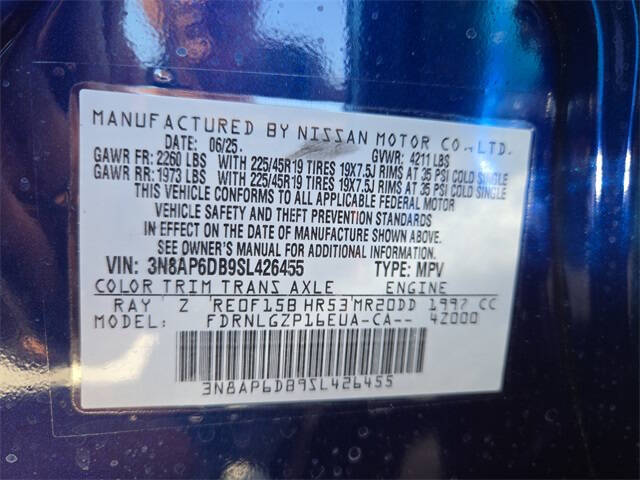 MANUFACTURED BY NISSAN MOTOR CO., LTD.
DATE: 06/25. GVWR: 4211 LBS
GAWR FR: 2260 LBS WITH 225/45R19 TIRES 19X7.5J RIMS AT 35 PSI COLD SINGLE
GAWR RR: 1973 LBS WITH 225/45R19 TIRES 19X7.5J RIMS AT 35 PSI COLD SINGLE
THIS VEHICLE CONFORMS TO ALL APPLICABLE FEDERAL MOTOR
VEHICLE SAFETY AND THEFT PREVENTION STANDARDS
IN EFFECT ON THE DATE OF MANUFACTURE SHOWN ABOVE.
SEE OWNER'S MANUAL FOR ADDITIONAL INFORMATION.
VIN: 3N8AP6DB9SL426455 TYPE: MPV
COLOR TRIM TRANS AXLE ENGINE
RAY Z RE0F15B HR53 MR20DD 1997 CC
MODEL: FDRNLGZP16EUA-CA-- 42000
3N8AP6DB9SL426455